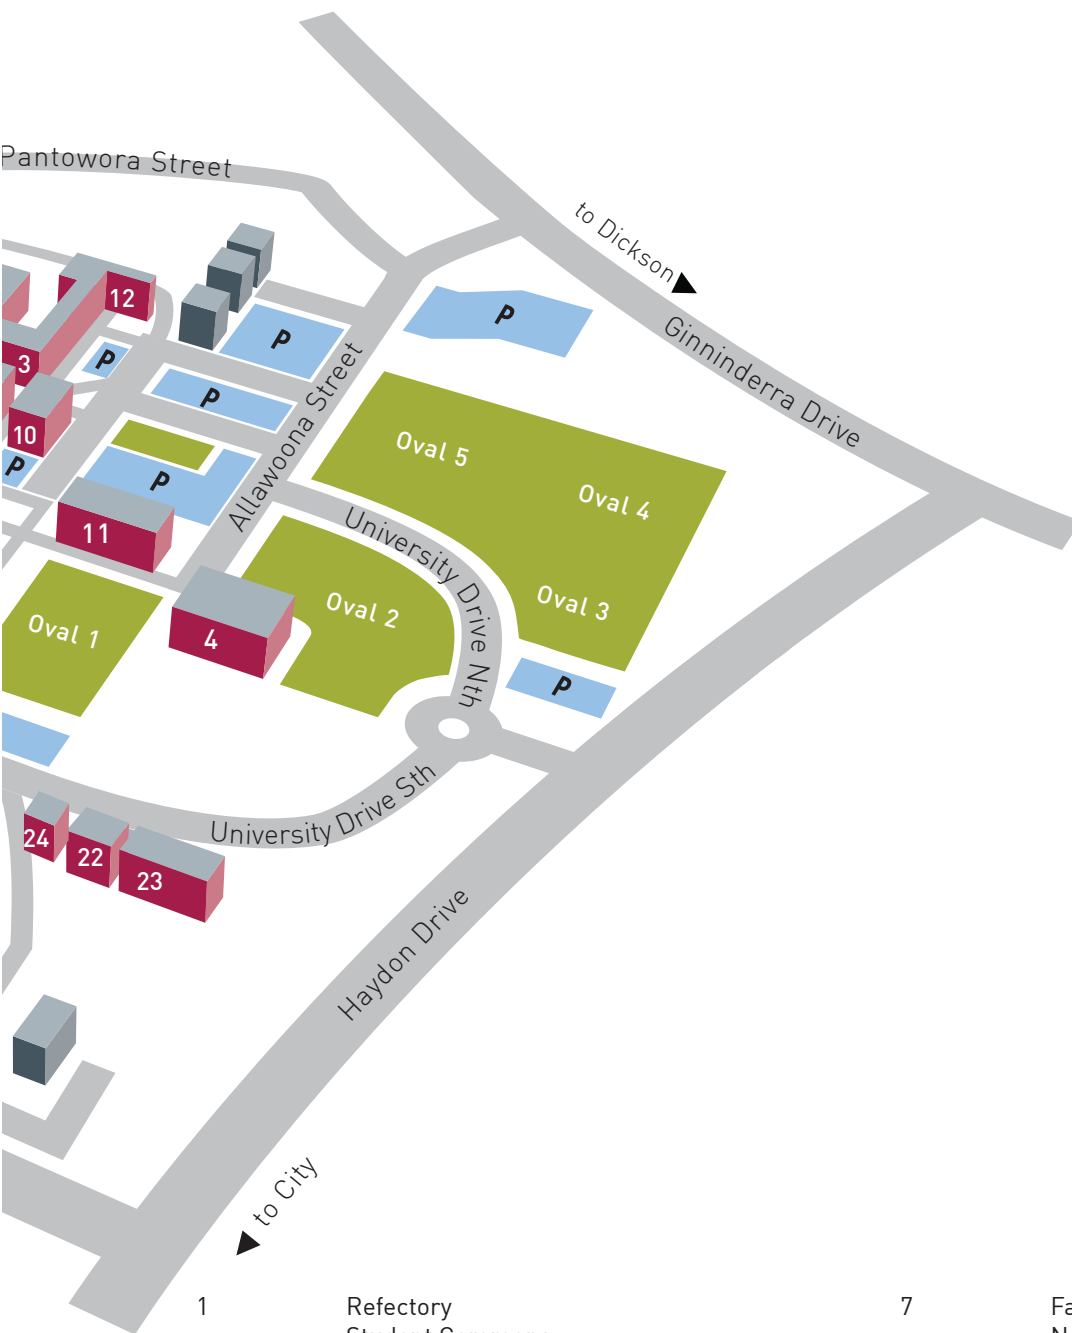 Pantowora Street
to Dickson
12
P
P
Ginninderra Drive
3
P
P
Allawoona Street
10
Oval 5
P
P
Oval 4
11
University Drive Nth
Oval 2
Oval 3
Oval 1
4
P
University Drive Sth
24
22
23
Haydon Drive
to City
1 Refectory 7
Student Commons